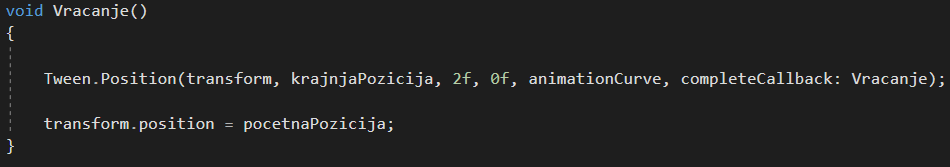 void Vracanje()
{
Tween.Position(transform, krajnjaPozicija, 2f, 0f, animationCurve, completeCallback: Vracanje);
transform.position = pocetnaPozicija;
}